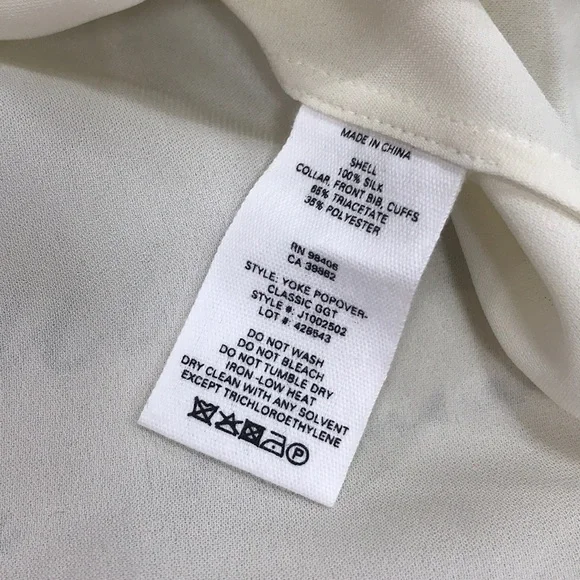 MADE IN CHINA
SHELL
100% SILK
COLLAR, FRONT BIB, CUFFS
65% TRIACETATE
35% POLYESTER
RN 98406
CA 39862
STYLE: YOKE POPOVER-
CLASSIC GGT
STYLE #: J1002502
LOT #: 428543
DO NOT WASH
DO NOT BLEACH
DO NOT TUMBLE DRY
IRON -LOW HEAT
DRY CLEAN WITH ANY SOLVENT
EXCEPT TRICHLOROETHYLENE
P